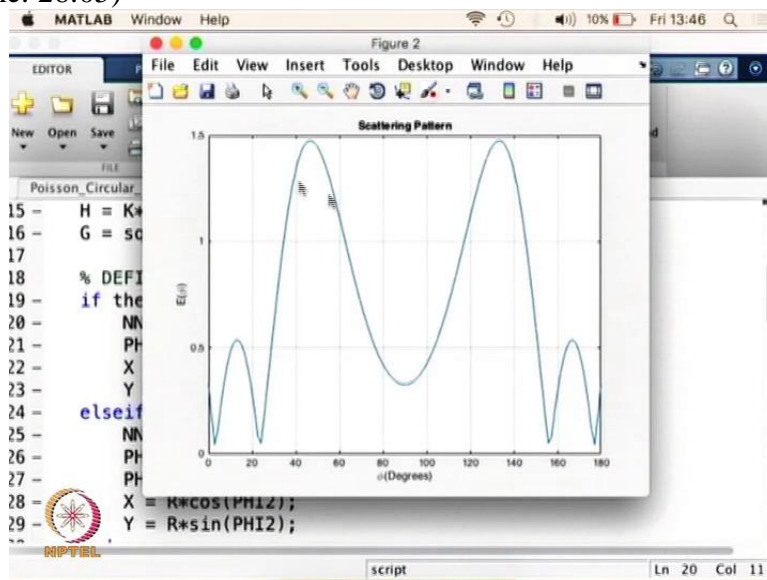 MATLAB Window Help 10% Fri 13:46
Figure 2
EDITOR
File Edit View Insert Tools Desktop Window Help
New Open Save
FILE
Poisson_Circular_
Scattering Pattern
E(ϕ)
1.5
1
0.5
0
0 20 40 60 80 100 120 140 160 180
ϕ(Degrees)
15 - H = K*
16 - G = sq
17
18 % DEFI
19 - if the
20 - NN
21 - PH
22 - X
23 - Y
24 - elseif
25 - NN
26 - PH
27 - PH
28 - X = R*cos(PHI2);
29 - Y = R*sin(PHI2);
NPTEL
script Ln 20 Col 11